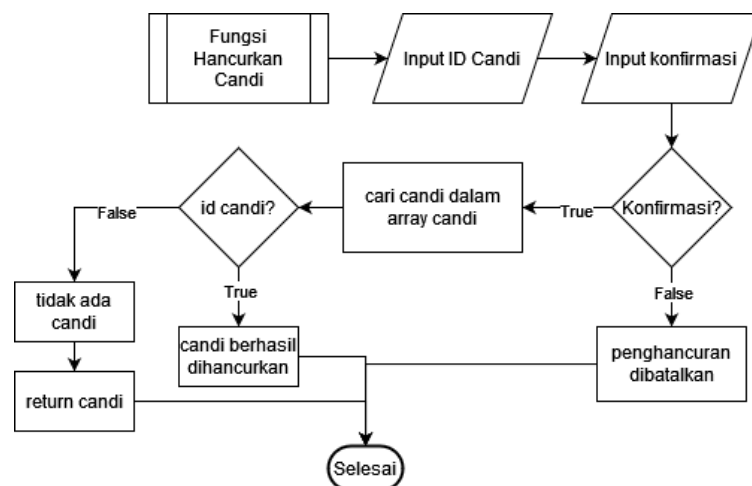 Fungsi
Hancurkan
Candi
Input ID Candi
Input konfirmasi
Konfirmasi?
True
cari candi dalam
array candi
id candi?
False
tidak ada
candi
return candi
True
candi berhasil
dihancurkan
False
penghancuran
dibatalkan
Selesai